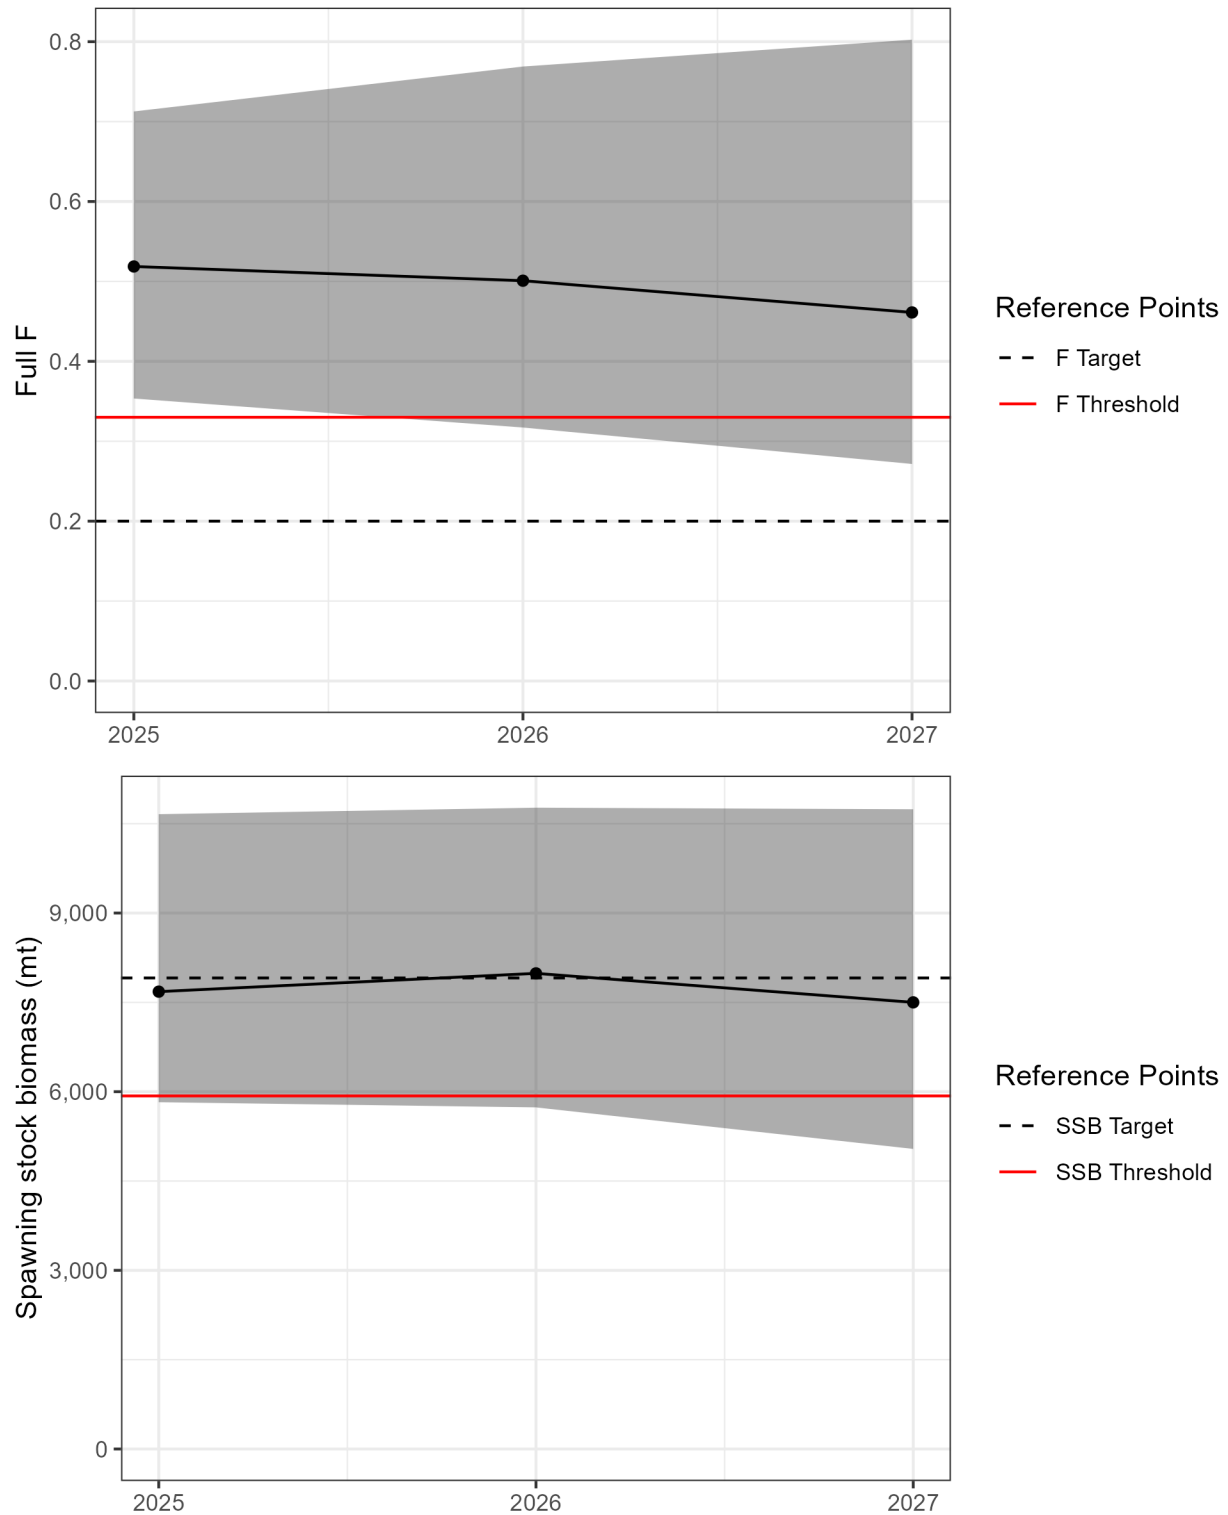 Full F
0.8
0.6
0.4
0.2
0.0
2025 2026 2027
Reference Points
F Target
F Threshold
Spawning stock biomass (mt)
9,000
6,000
3,000
0
2025 2026 2027
Reference Points
SSB Target
SSB Threshold